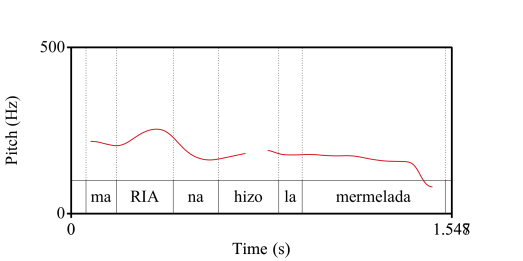 500
Pitch (Hz)
ma RIA na hizo la mermelada
0
0 1.548
Time (s)